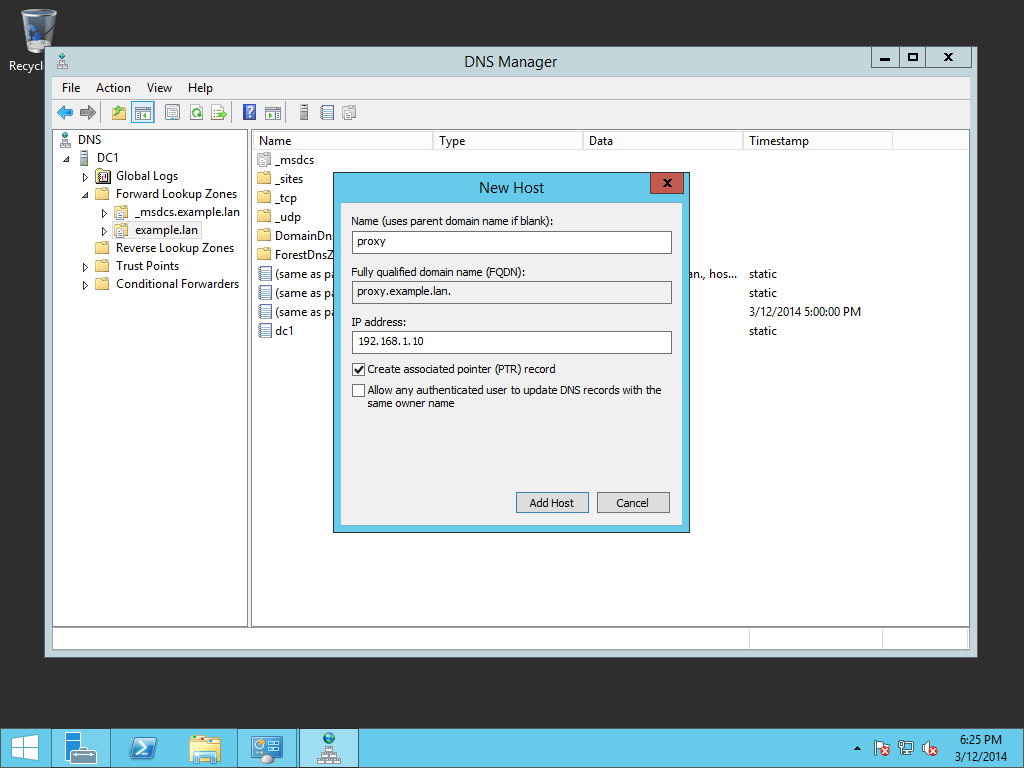 Recycl
DNS Manager
File Action View Help
DNS
DC1
Global Logs
Forward Lookup Zones
_msdcs.example.lan
example.lan
Reverse Lookup Zones
Trust Points
Conditional Forwarders
Name Type Data Timestamp
_msdcs
_sites
_tcp
_udp
DomainDn
ForestDnsZ
(same as pa an., hos... static
(same as pa static
(same as pa 3/12/2014 5:00:00 PM
dc1 static
New Host
Name (uses parent domain name if blank):
proxy
Fully qualified domain name (FQDN):
proxy.example.lan.
IP address:
192.168.1.10
Create associated pointer (PTR) record
Allow any authenticated user to update DNS records with the
same owner name
Add Host Cancel
6:25 PM
3/12/2014